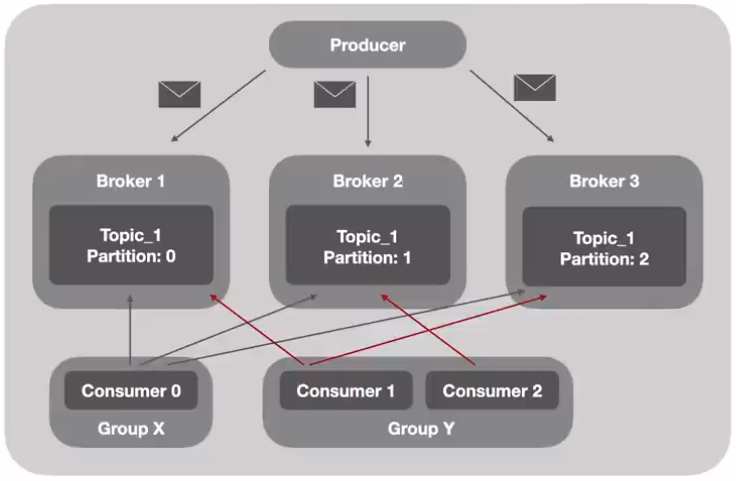 Producer
Broker 1
Broker 2
Broker 3
Topic_1
Partition: 0
Topic_1
Partition: 1
Topic_1
Partition: 2
Consumer 0
Consumer 1
Consumer 2
Group X
Group Y